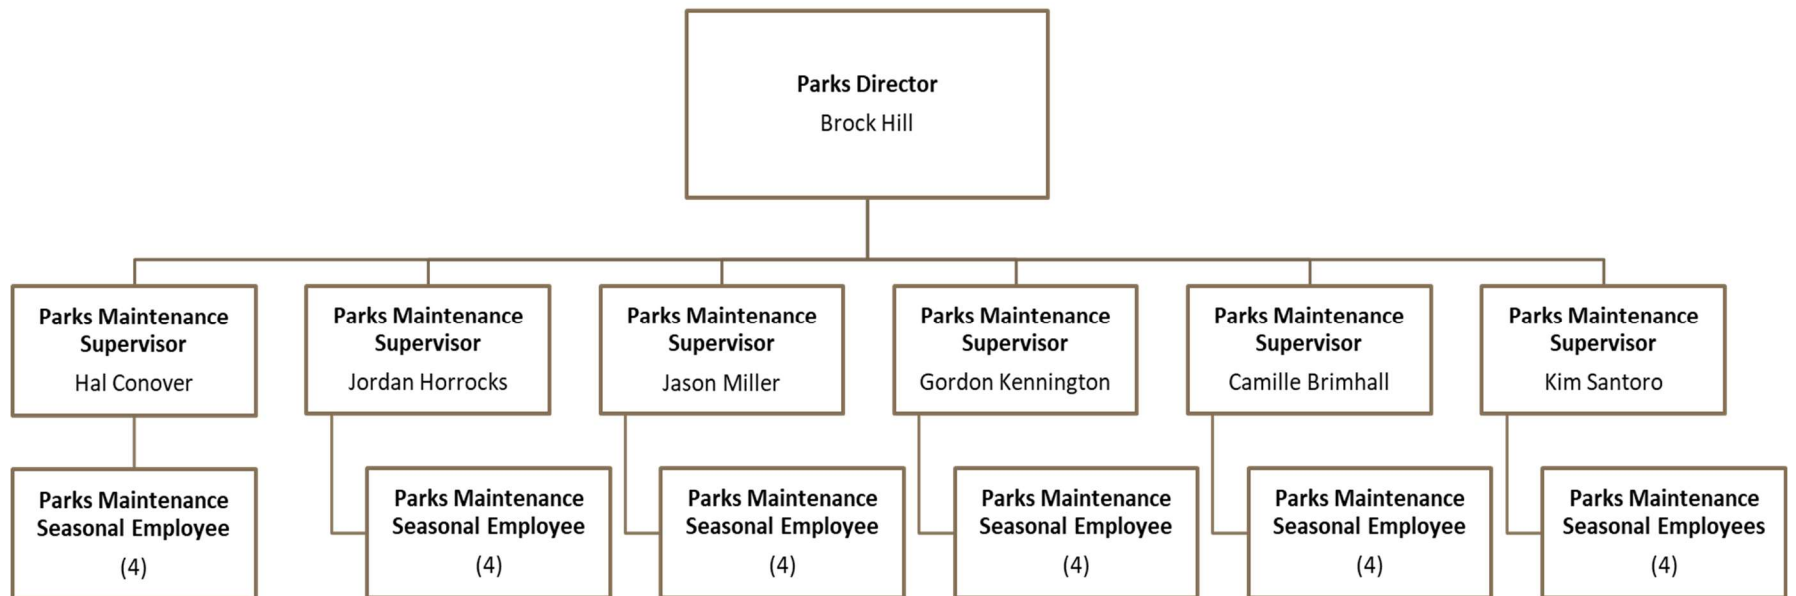 Parks Director
Brock Hill
Parks Maintenance
Supervisor
Hal Conover
Parks Maintenance
Supervisor
Jordan Horrocks
Parks Maintenance
Supervisor
Jason Miller
Parks Maintenance
Supervisor
Gordon Kennington
Parks Maintenance
Supervisor
Camille Brimhall
Parks Maintenance
Supervisor
Kim Santoro
Parks Maintenance
Seasonal Employee
(4)
Parks Maintenance
Seasonal Employee
(4)
Parks Maintenance
Seasonal Employee
(4)
Parks Maintenance
Seasonal Employee
(4)
Parks Maintenance
Seasonal Employee
(4)
Parks Maintenance
Seasonal Employees
(4)